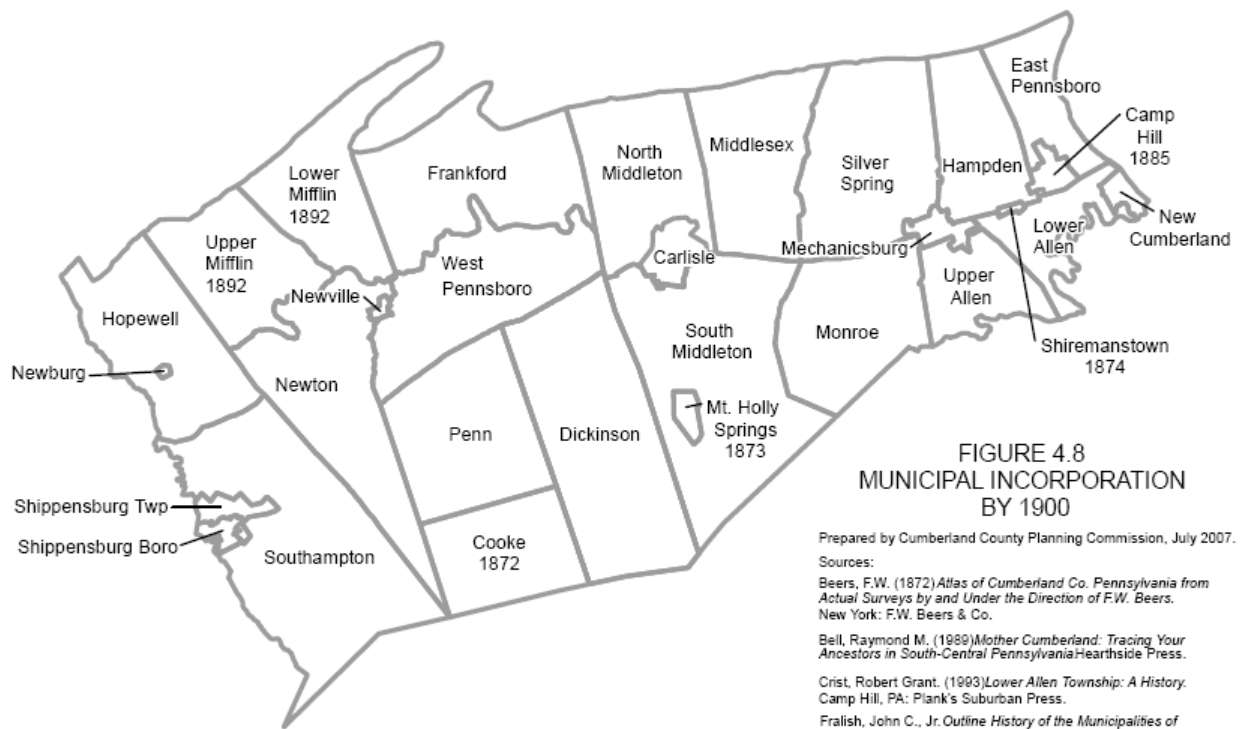 East
Pennsboro
Camp
Hill
1885
North
Middleton
Middlesex
Silver
Spring
Hampden
Lower
Mifflin
1892
Frankford
New
Cumberland
Lower
Allen
Mechanicsburg
Carlisle
Upper
Mifflin
1892
West
Pennsboro
Newville
Upper
Allen
Hopewell
South
Middleton
Monroe
Shiremanstown
1874
Newburg
Newton
Mt. Holly
Springs
1873
Penn
Dickinson
Shippensburg Twp
Shippensburg Boro
Southampton
Cooke
1872
FIGURE 4.8
MUNICIPAL INCORPORATION
BY 1900
Prepared by Cumberland County Planning Commission, July 2007.
Sources:
Beers, F.W. (1872) Atlas of Cumberland Co. Pennsylvania from
Actual Surveys by and Under the Direction of F.W. Beers.
New York: F.W. Beers & Co.
Bell, Raymond M. (1989)Mother Cumberland: Tracing Your
Ancestors in South-Central PennsylvaniaHearthside Press.
Crist, Robert Grant. (1993)Lower Allen Township: A History.
Camp Hill, PA: Plank's Suburban Press.
Fralish, John C., Jr. Outline History of the Municipalities of